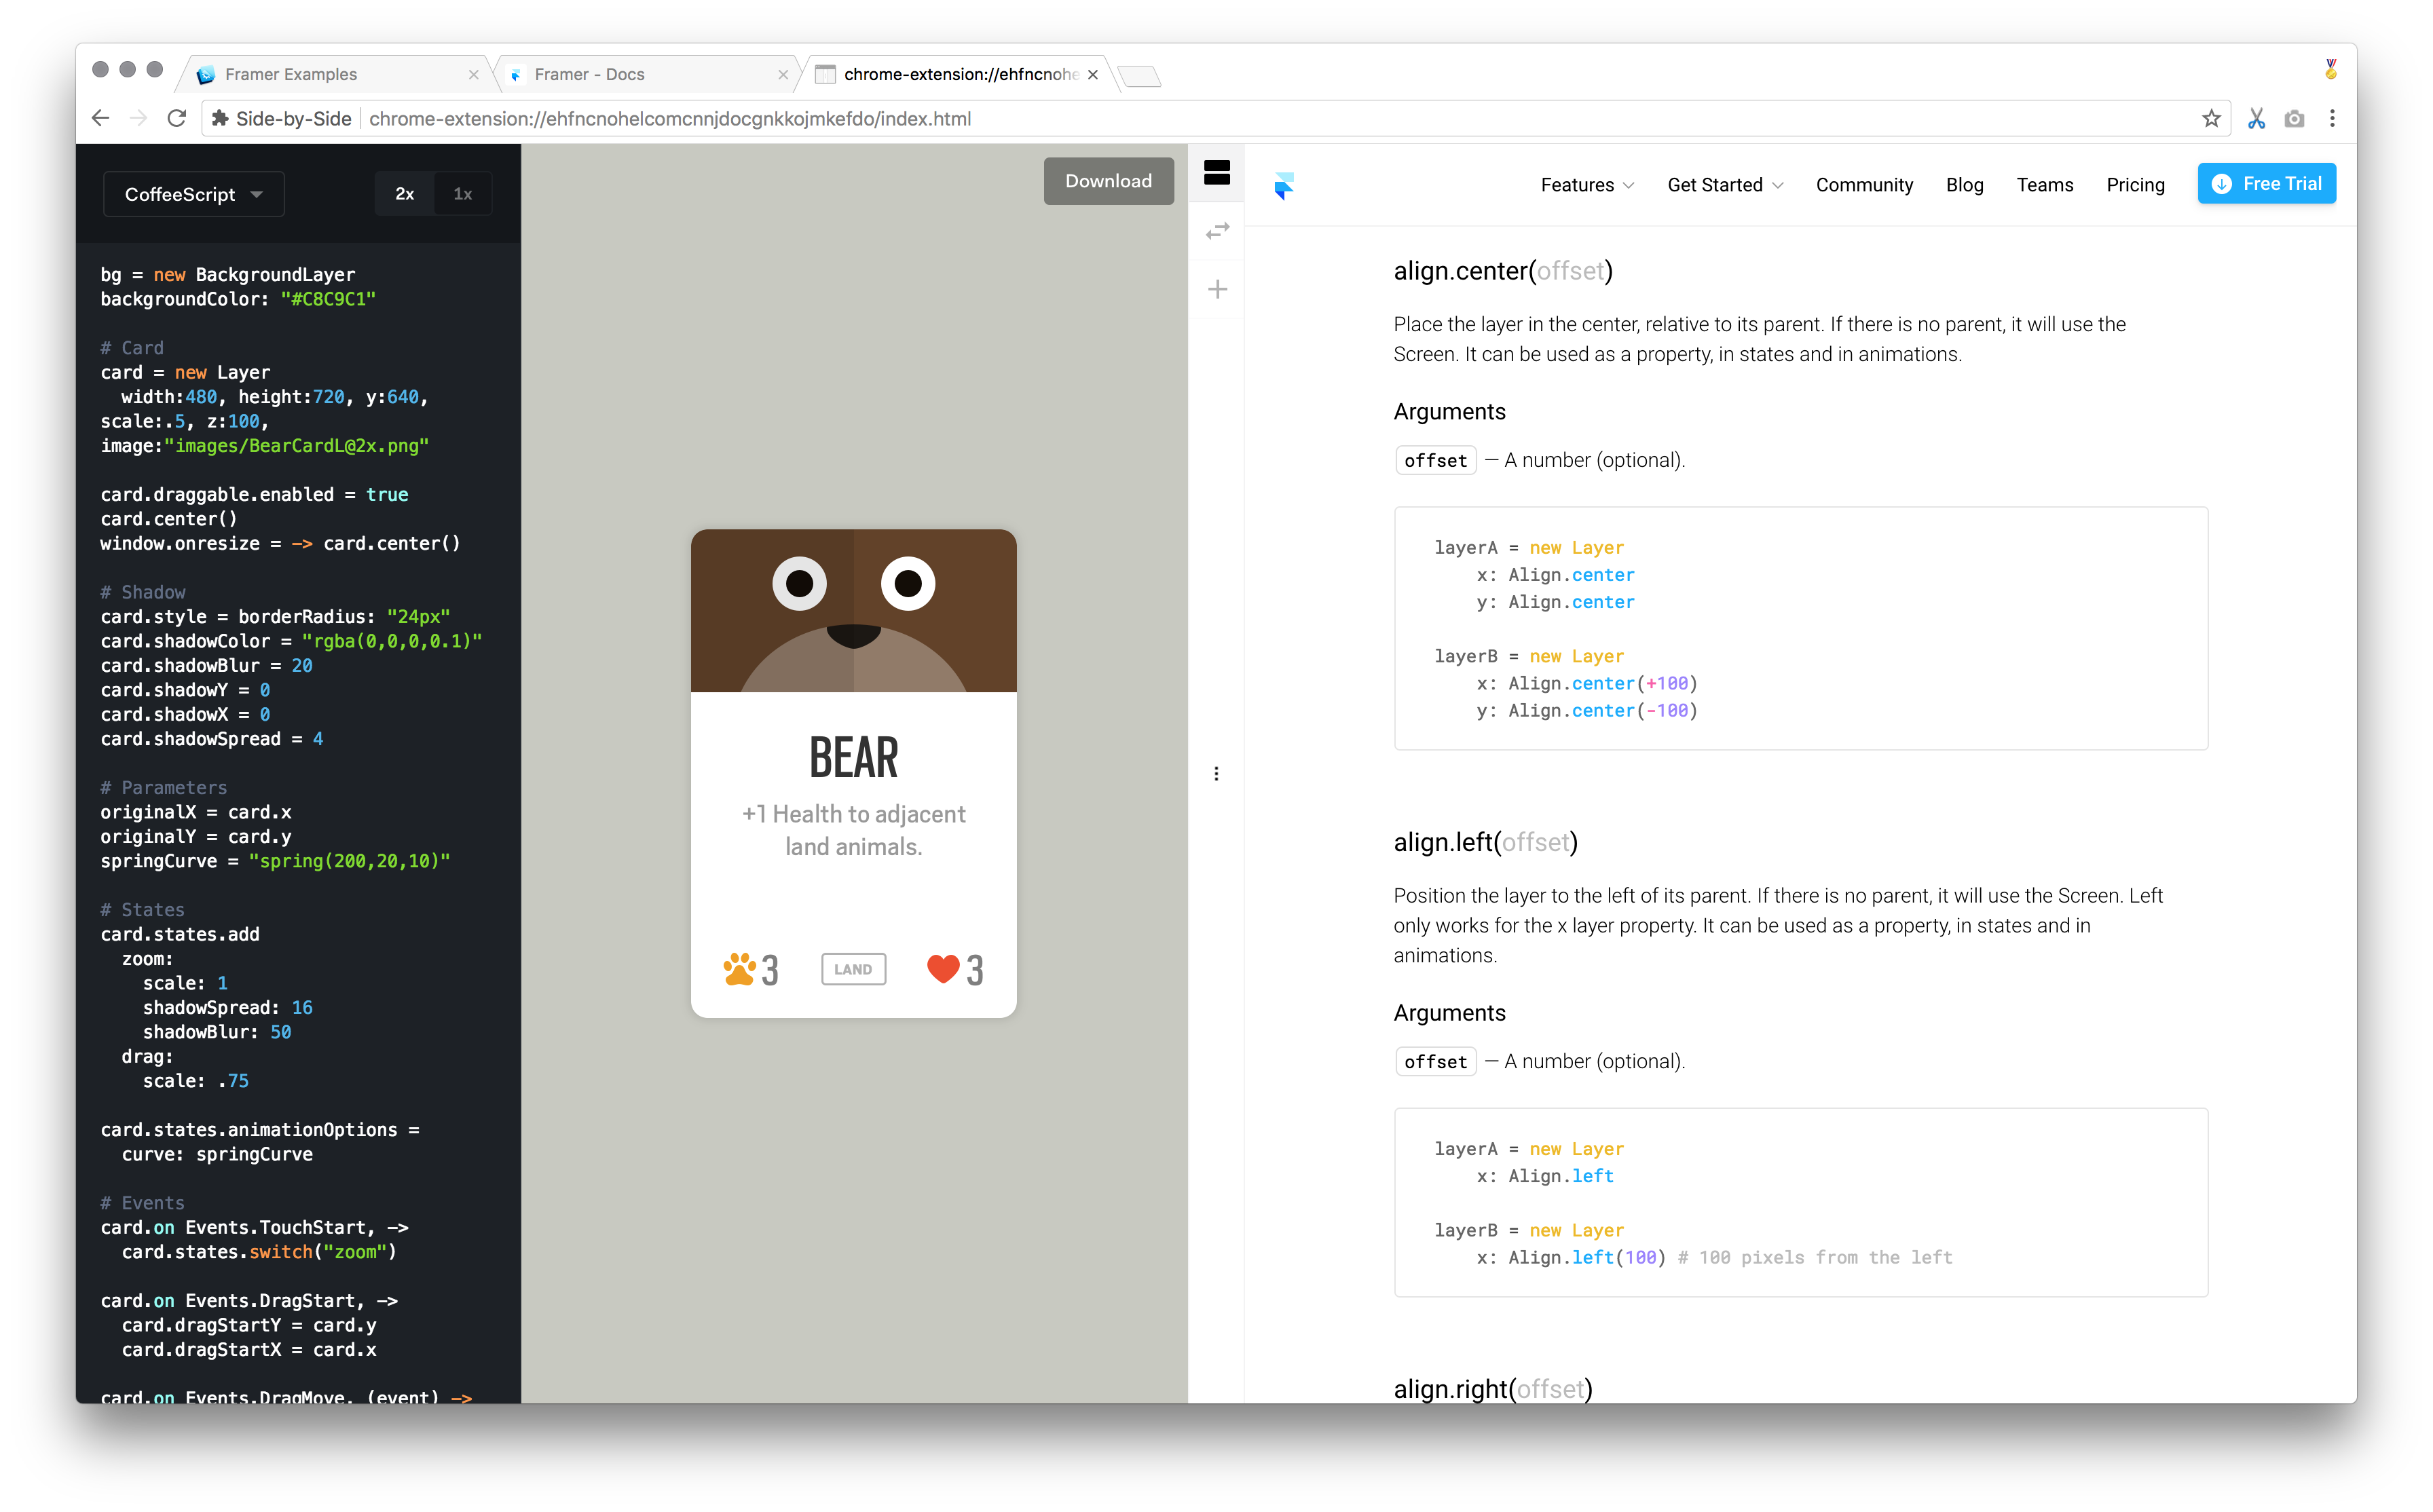 Framer Examples
Framer - Docs
chrome-extension://ehfncnohe
Side-by-Side
chrome-extension://ehfncnohelcomcnnjdocgnkkojmkefdo/index.html
CoffeeScript
2x
1x
bg = new BackgroundLayer
backgroundColor: "#C8C9C1"
# Card
card = new Layer
width:480, height:720, y:640,
scale:.5, z:100,
image:"images/BearCardL@2x.png"
card.draggable.enabled = true
card.center()
window.onresize = -> card.center()
# Shadow
card.style = borderRadius: "24px"
card.shadowColor = "rgba(0,0,0,0.1)"
card.shadowBlur = 20
card.shadowY = 0
card.shadowX = 0
card.shadowSpread = 4
# Parameters
originalX = card.x
originalY = card.y
springCurve = "spring(200,20,10)"
# States
card.states.add
zoom:
scale: 1
shadowSpread: 16
shadowBlur: 50
drag:
scale: .75
card.states.animationOptions =
curve: springCurve
# Events
card.on Events.TouchStart, ->
card.states.switch("zoom")
card.on Events.DragStart, ->
card.dragStartY = card.y
card.dragStartX = card.x
card.on Events.DragMove, (event) ->
Download
BEAR
+1 Health to adjacent
land animals.
3
LAND
3
Features
Get Started
Community
Blog
Teams
Pricing
Free Trial
align.center(offset)
Place the layer in the center, relative to its parent. If there is no parent, it will use the
Screen. It can be used as a property, in states and in animations.
Arguments
offset — A number (optional).
layerA = new Layer
x: Align.center
y: Align.center
layerB = new Layer
x: Align.center(+100)
y: Align.center(-100)
align.left(offset)
Position the layer to the left of its parent. If there is no parent, it will use the Screen. Left
only works for the x layer property. It can be used as a property, in states and in
animations.
Arguments
offset — A number (optional).
layerA = new Layer
x: Align.left
layerB = new Layer
x: Align.left(100) # 100 pixels from the left
align.right(offset)